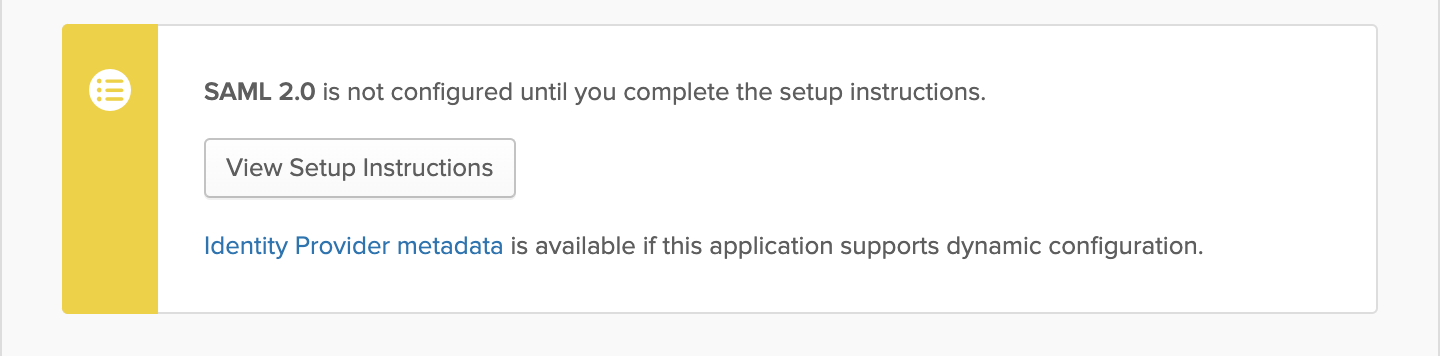 SAML 2.0 is not configured until you complete the setup instructions.
View Setup Instructions
Identity Provider metadata is available if this application supports dynamic configuration.